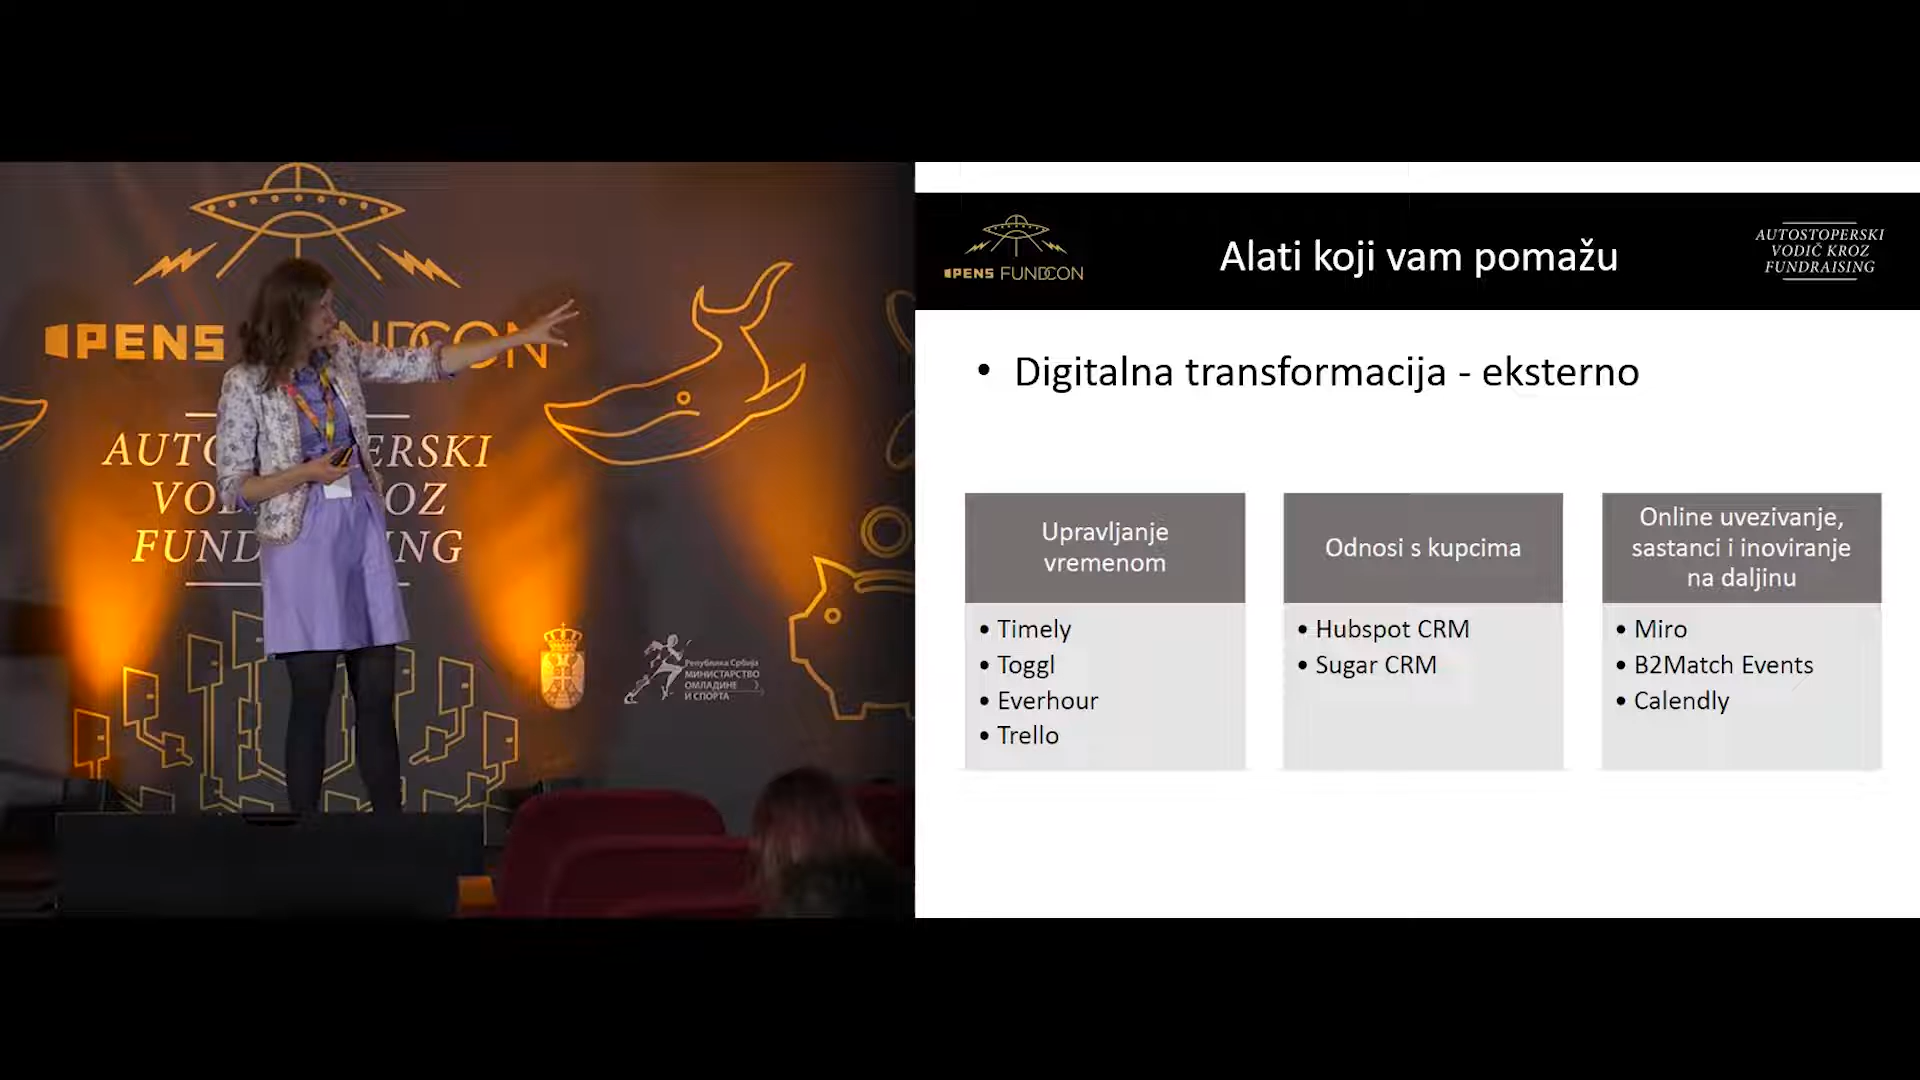 OPENS
AUTO ERSKI
VO KROZ
FUND NG
Република Србија
МИНИСТАРСТВО
ОМЛАДИНЕ
И СПОРТА
OPENS FUNDCON
Alati koji vam pomažu
AUTOSTOPERSKI
VODIČ KROZ
FUNDRAISING
• Digitalna transformacija - eksterno
Upravljanje
vremenom
• Timely
• Toggl
• Everhour
• Trello
Odnosi s kupcima
• Hubspot CRM
• Sugar CRM
Online uvezivanje,
sastanci i inoviranje
na daljinu
• Miro
• B2Match Events
• Calendly